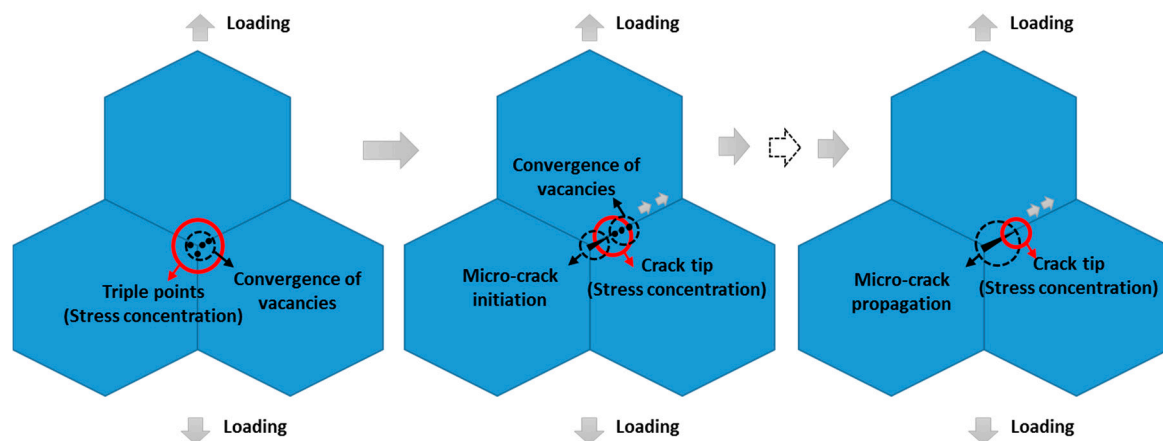 Loading
Triple points
(Stress concentration)
Convergence of
vacancies
Loading
Loading
Convergence of
vacancies
Micro-crack
initiation
Crack tip
(Stress concentration)
Loading
Loading
Micro-crack
propagation
Crack tip
(Stress concentration)
Loading